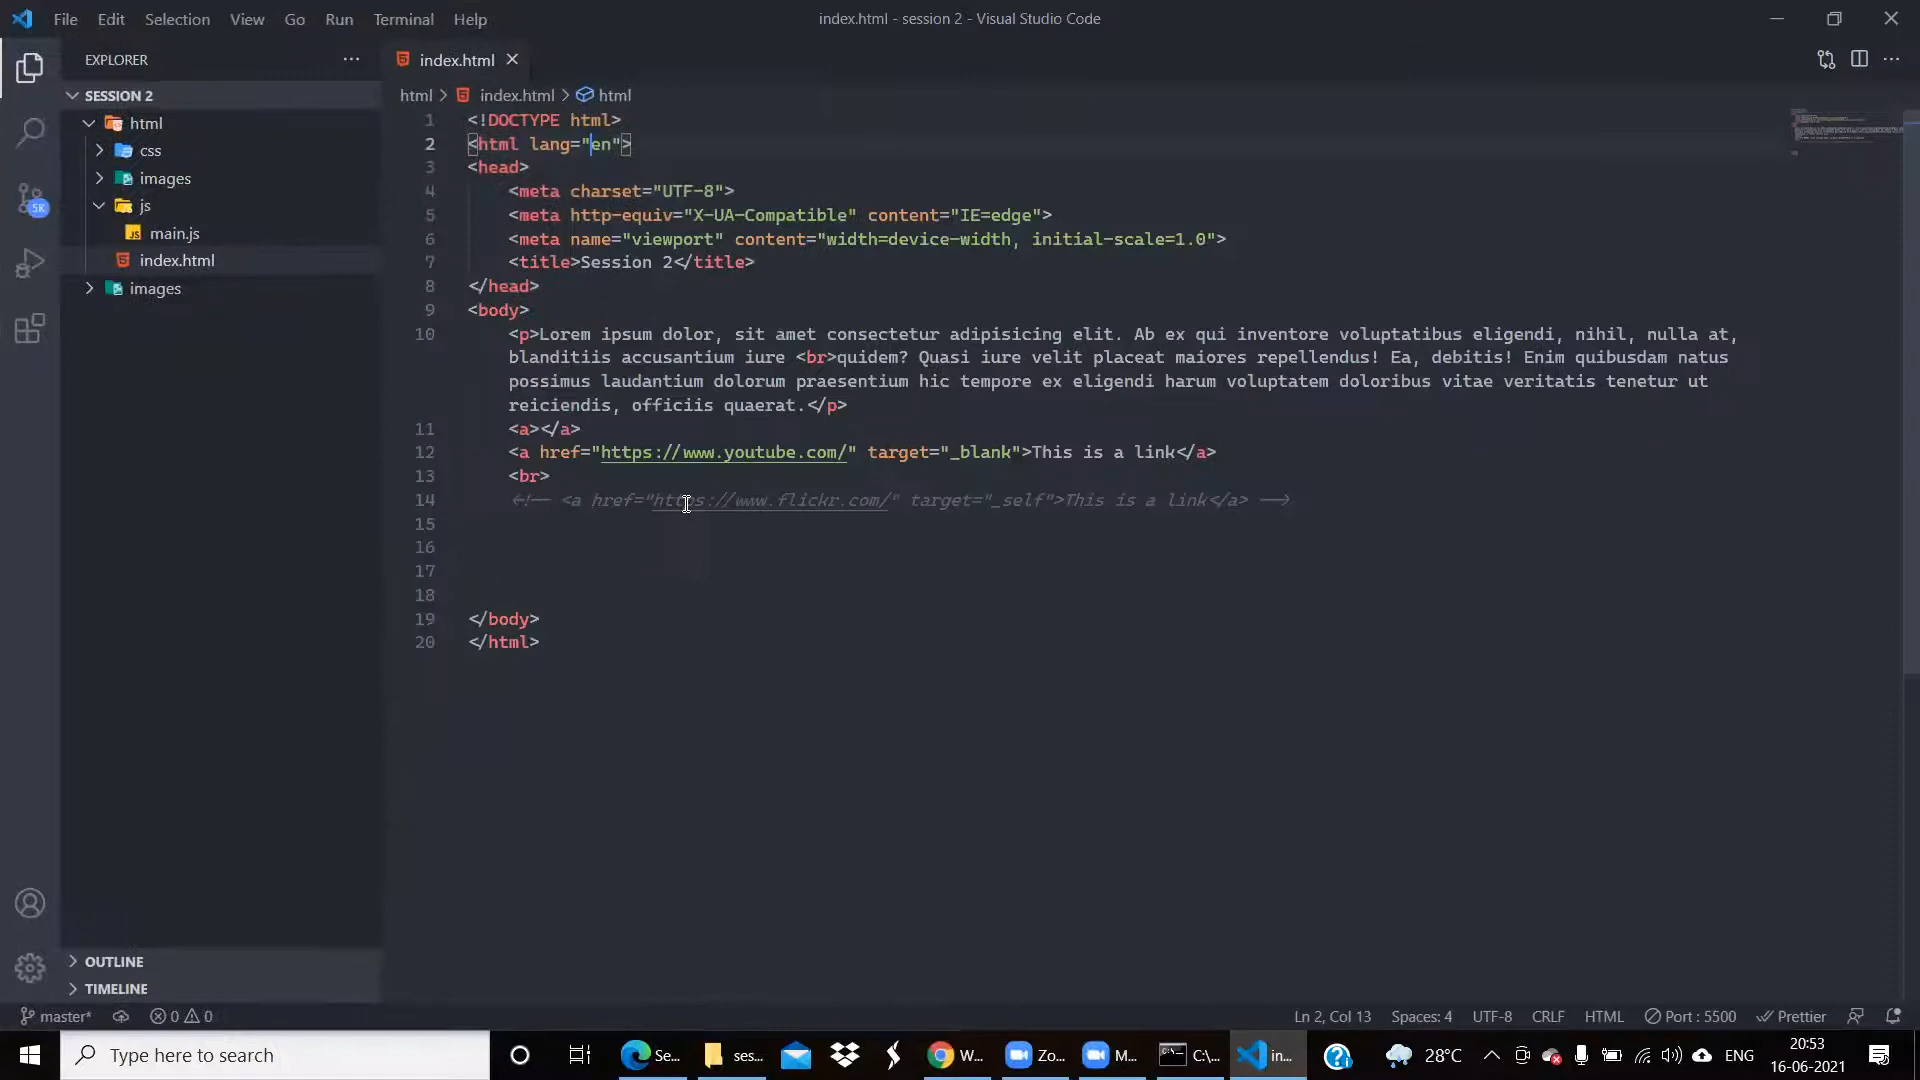 File Edit Selection View Go Run Terminal Help
index.html - session 2 - Visual Studio Code
EXPLORER
SESSION 2
html
css
images
js
JS main.js
index.html
images
5K
OUTLINE
TIMELINE
index.html
html > index.html > html
1 <!DOCTYPE html>
2 <html lang="en">
3 <head>
4 <meta charset="UTF-8">
5 <meta http-equiv="X-UA-Compatible" content="IE=edge">
6 <meta name="viewport" content="width=device-width, initial-scale=1.0">
7 <title>Session 2</title>
8 </head>
9 <body>
10 <p>Lorem ipsum dolor, sit amet consectetur adipisicing elit. Ab ex qui inventore voluptatibus eligendi, nihil, nulla at,
blanditiis accusantium iure <br>quidem? Quasi iure velit placeat maiores repellendus! Ea, debitis! Enim quibusdam natus
possimus laudantium dolorum praesentium hic tempore ex eligendi harum voluptatem doloribus vitae veritatis tenetur ut
reiciendis, officiis quaerat.</p>
11 <a></a>
12 <a href="https://www.youtube.com/" target="_blank">This is a link</a>
13 <br>
14 <!-- <a href="https://www.flickr.com/" target="_self">This is a link</a> -->
15
16
17
18
19 </body>
20 </html>
master* 0 0 Ln 2, Col 13 Spaces: 4 UTF-8 CRLF HTML Port : 5500 Prettier
Type here to search Se... ses... W... Zo... M... C:\... in... 28°C ENG 20:53
16-06-2021